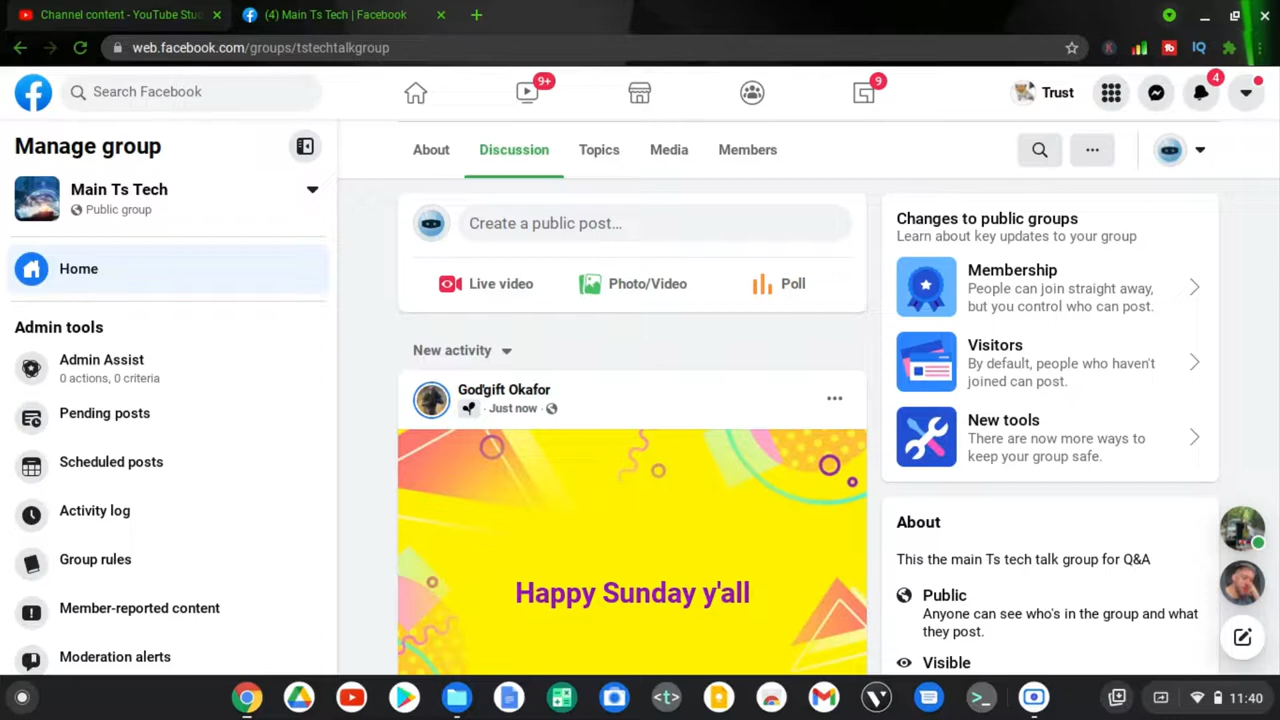 Channel content - YouTube Stu
(4) Main Ts Tech | Facebook
web.facebook.com/groups/tstechtalkgroup
IQ
Search Facebook
9+
9
Trust
4
Manage group
Main Ts Tech
Public group
Home
Admin tools
Admin Assist
0 actions, 0 criteria
Pending posts
Scheduled posts
Activity log
Group rules
Member-reported content
Moderation alerts
About
Discussion
Topics
Media
Members
Create a public post...
Live video
Photo/Video
Poll
New activity
God'gift Okafor
Just now
Happy Sunday y'all
Changes to public groups
Learn about key updates to your group
Membership
People can join straight away,
but you control who can post.
Visitors
By default, people who haven't
joined can post.
New tools
There are now more ways to
keep your group safe.
About
This the main Ts tech talk group for Q&A
Public
Anyone can see who's in the group and what
they post.
Visible
<t>
>_
11:40